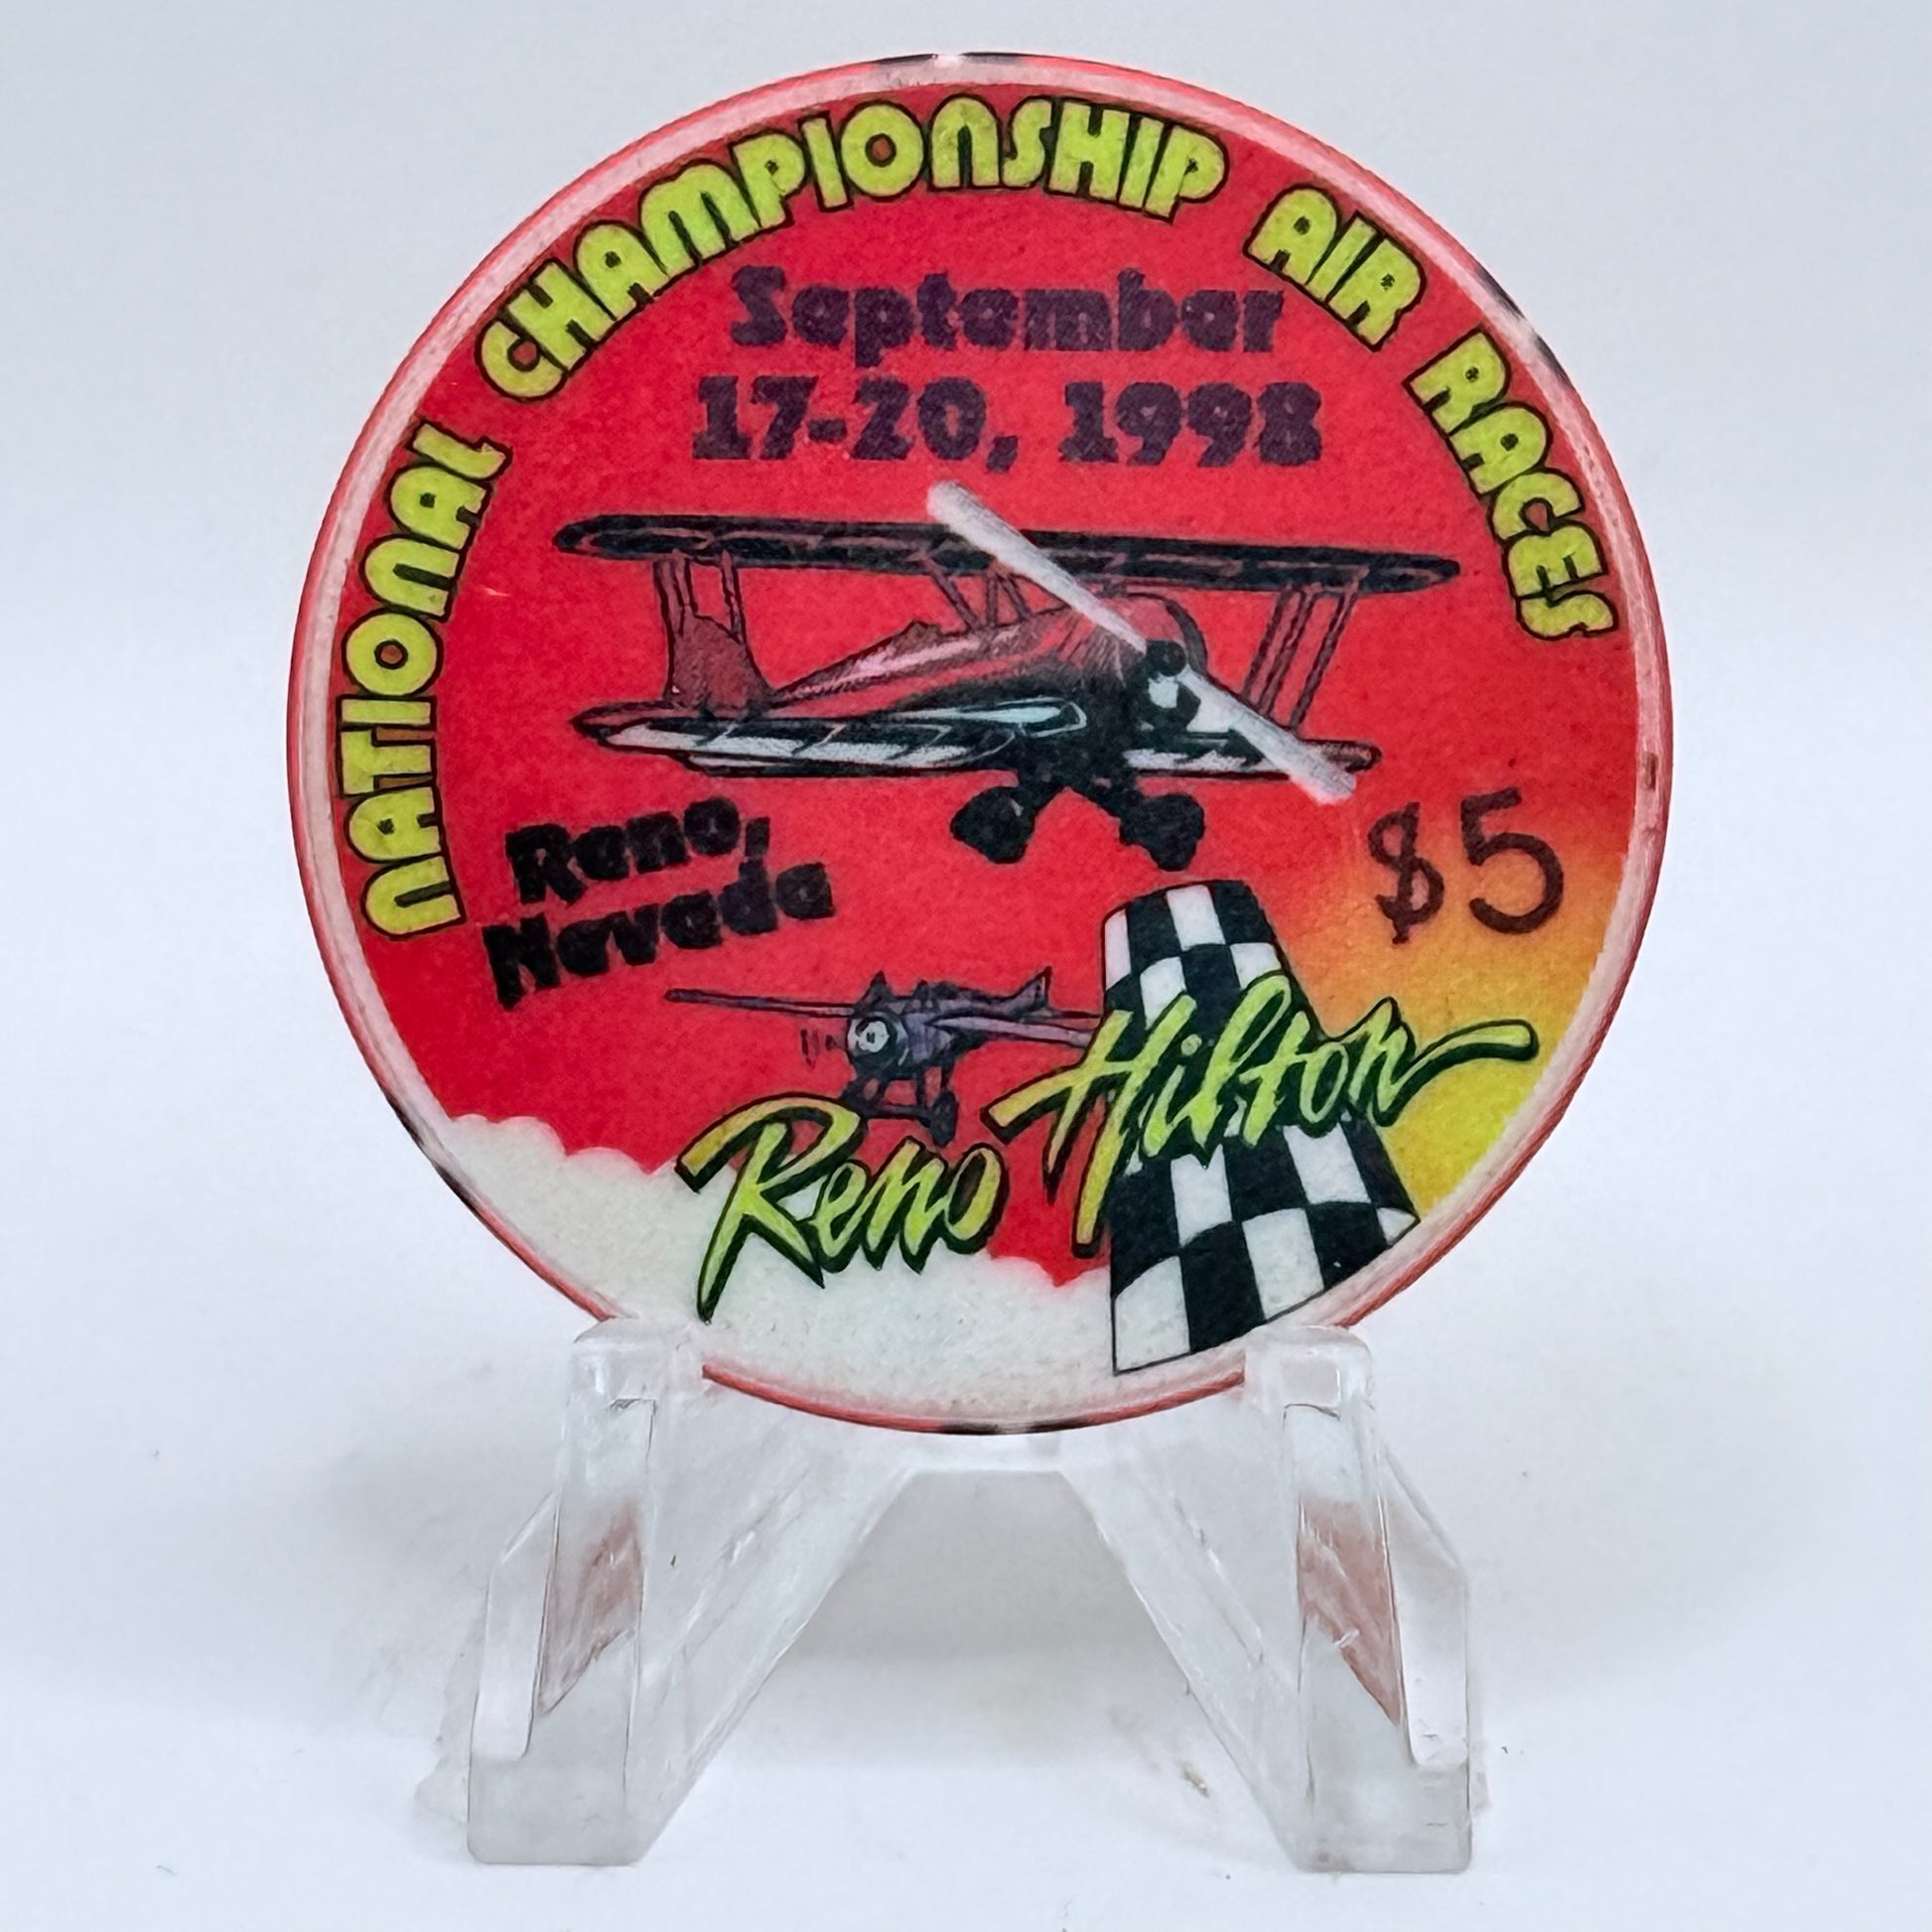 NATIONAL CHAMPIONSHIP AIR RACES
September
17-20, 1998
Reno,
Nevada
$5
Reno Hilton